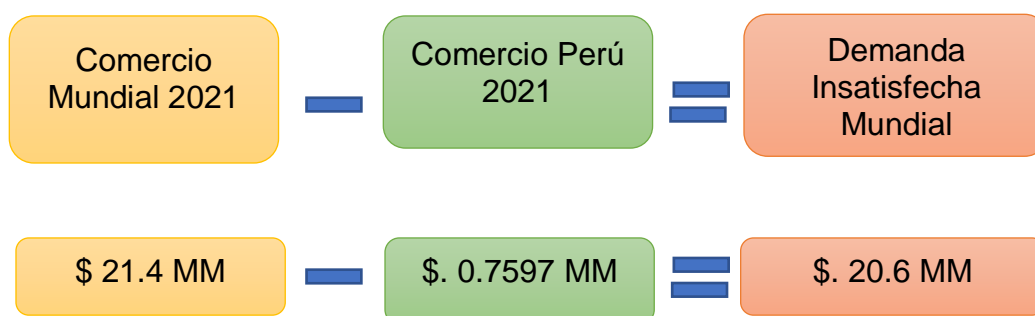 Comercio
Mundial 2021
Comercio Perú
2021
Demanda
Insatisfecha
Mundial
$ 21.4 MM
$. 0.7597 MM
$. 20.6 MM